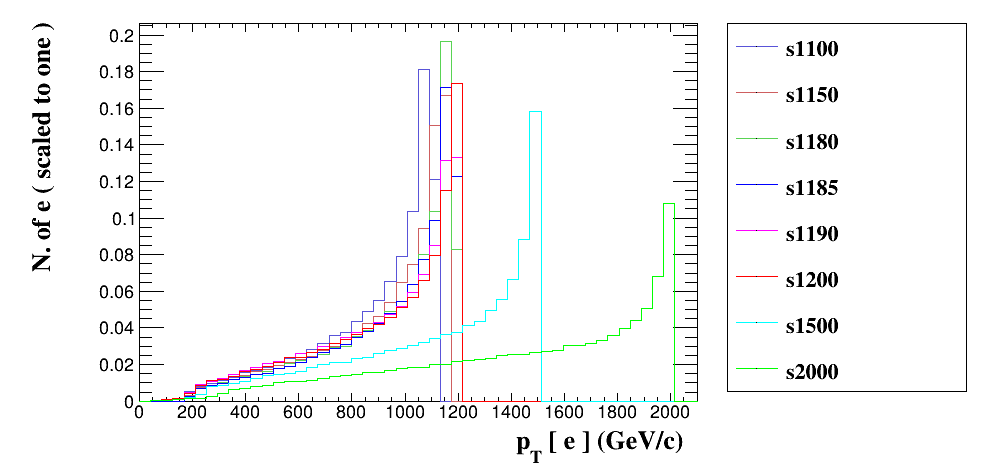 N. of e ( scaled to one )
0.2
0.18
0.16
0.14
0.12
0.1
0.08
0.06
0.04
0.02
0
0 200 400 600 800 1000 1200 1400 1600 1800 2000
p_T [ e ] (GeV/c)
s1100
s1150
s1180
s1185
s1190
s1200
s1500
s2000